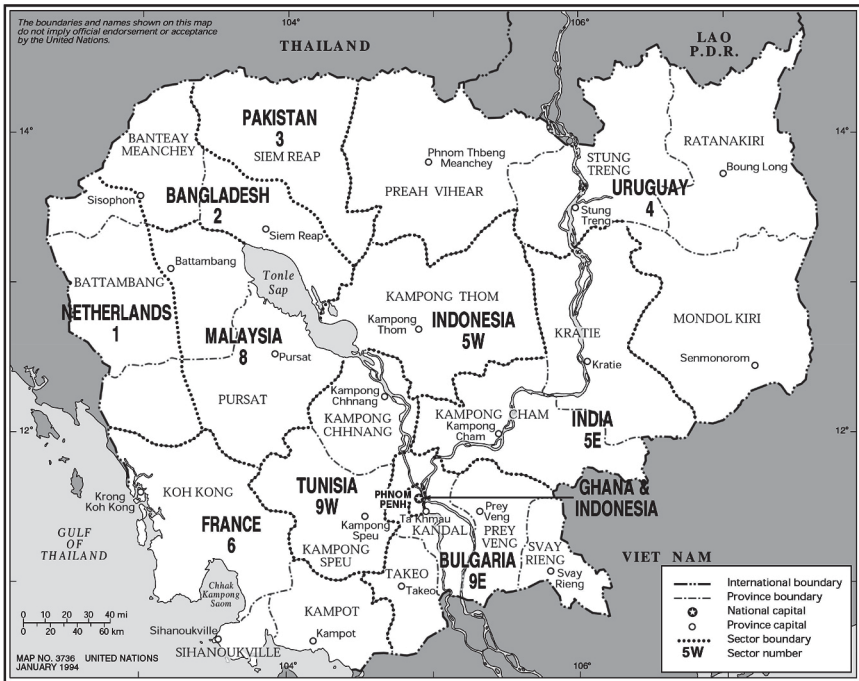 The boundaries and names shown on this map
do not imply official endorsement or acceptance
by the United Nations.
104°
106°
THAILAND
LAO
P.D.R.
14°
14°
PAKISTAN
3
SIEM REAP
BANTEAY
MEANCHEY
Phnom Thbeng
Meanchey
PREAH VIHEAR
STUNG
TRENG
RATANAKIRI
Boung Long
URUGUAY
4
Stung
Treng
Sisophon
BANGLADESH
2
Siem Reap
Battambang
BATTAMBANG
Tonle
Sap
NETHERLANDS
1
MALAYSIA
8
Pursat
PURSAT
KAMPONG THOM
Kampong
Thom
INDONESIA
5W
KRATIE
Kratie
MONDOL KIRI
Senmonorom
Kampong
Chhnang
KAMPONG
CHHNANG
KAMPONG CHAM
Kampong
Cham
INDIA
5E
12°
12°
KOH KONG
Krong
Koh Kong
TUNISIA
9W
PHNOM
PENH
GHANA &
INDONESIA
FRANCE
6
Kampong
Speu
KAMPONG
SPEU
Ta Khmau
KANDAL
Prey
Veng
PREY
VENG
BULGARIA
9E
SVAY
RIENG
Svay
Rieng
VIET NAM
GULF
OF
THAILAND
TAKEO
Takeo
Chhak
Kampong
Saom
KAMPOT
Kampot
Sihanoukville
SIHANOUKVILLE
0 20 40 mi
0 20 40 60 km
MAP NO. 3736 UNITED NATIONS
JANUARY 1994
104°
106°
International boundary
Province boundary
National capital
Province capital
Sector boundary
5W Sector number